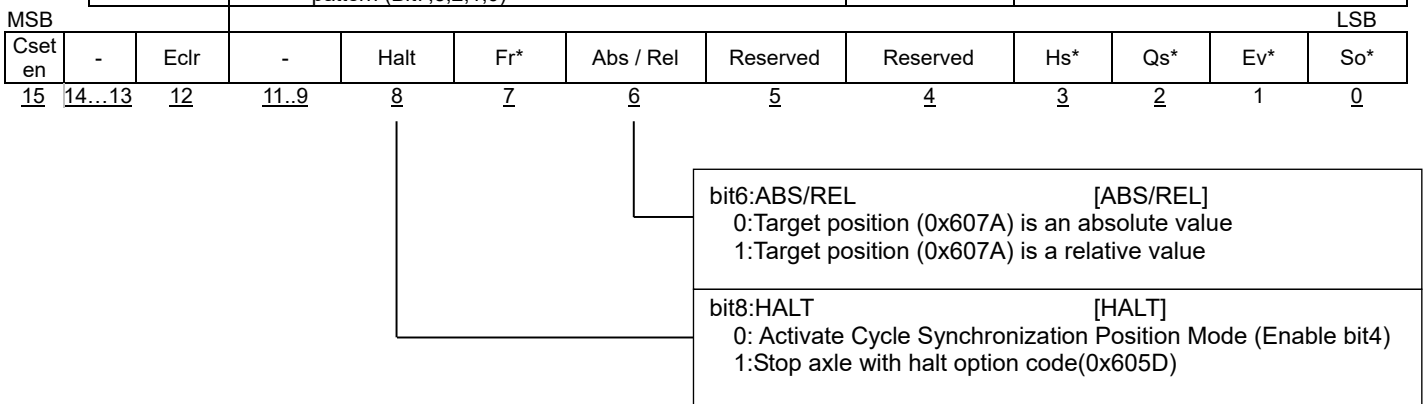 MSB LSB
Cset en - Eclr - Halt Fr* Abs / Rel Reserved Reserved Hs* Qs* Ev* So*
15 14…13 12 11..9 8 7 6 5 4 3 2 1 0
bit6:ABS/REL [ABS/REL]
0:Target position (0x607A) is an absolute value
1:Target position (0x607A) is a relative value
bit8:HALT [HALT]
0: Activate Cycle Synchronization Position Mode (Enable bit4)
1:Stop axle with halt option code(0x605D)